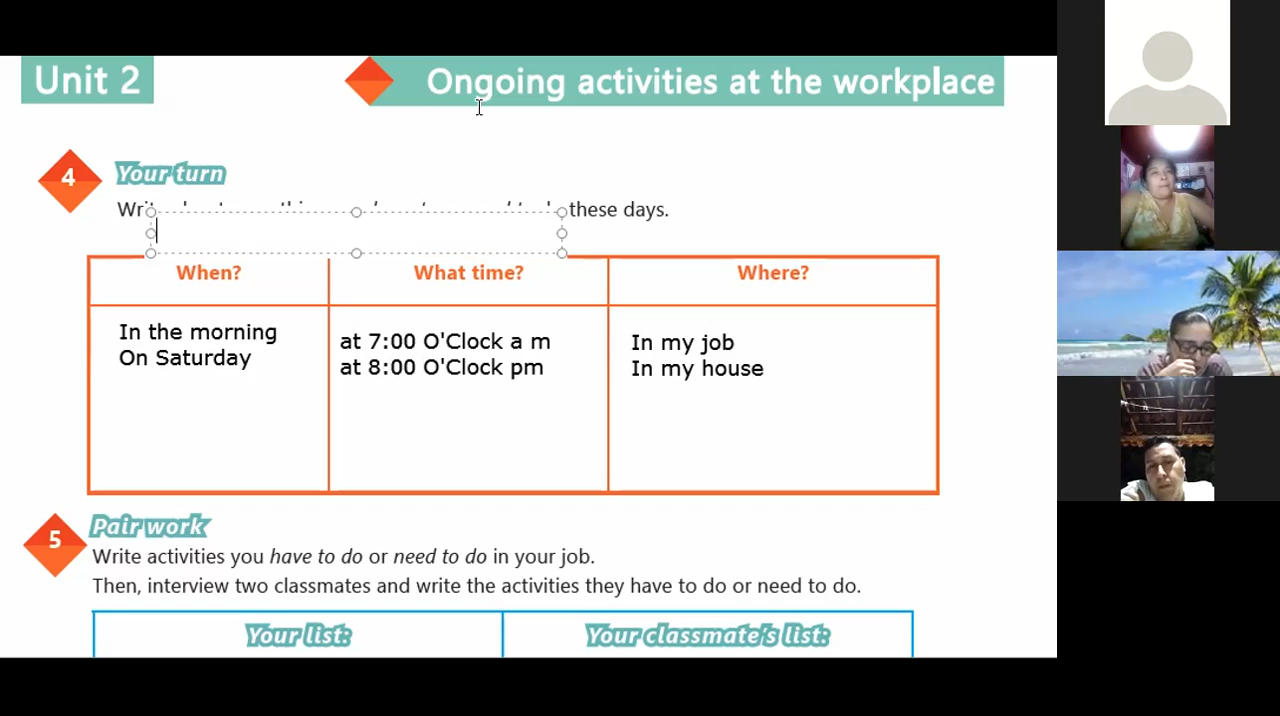 Unit 2
Ongoing activities at the workplace
4
Your turn
these days.
When?
What time?
Where?
In the morning
On Saturday
at 7:00 O'Clock a m
at 8:00 O'Clock pm
In my job
In my house
5
Pair work
Write activities you have to do or need to do in your job.
Then, interview two classmates and write the activities they have to do or need to do.
Your list:
Your classmate's list: